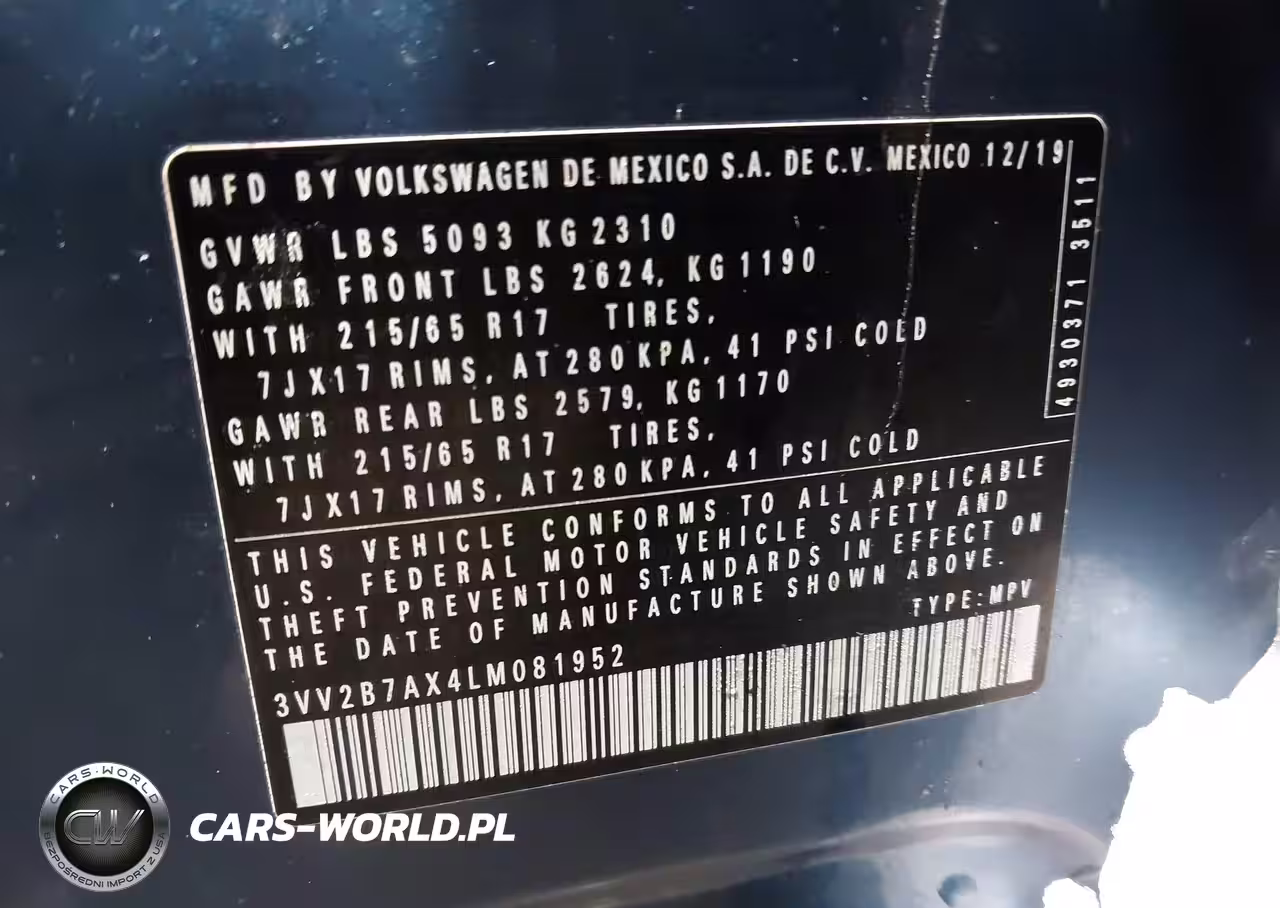 MFD BY VOLKSWAGEN DE MEXICO S.A. DE C.V. MEXICO 12/19
GVWR LBS 5093 KG 2310
GAWR FRONT LBS 2624, KG 1190
WITH 215/65 R17 TIRES,
7JX17 RIMS, AT 280 KPA, 41 PSI COLD
GAWR REAR LBS 2579, KG 1170
WITH 215/65 R17 TIRES,
7JX17 RIMS, AT 280 KPA, 41 PSI COLD
4930371 3511
THIS VEHICLE CONFORMS TO ALL APPLICABLE
U.S. FEDERAL MOTOR VEHICLE SAFETY AND
THEFT PREVENTION STANDARDS IN EFFECT ON
THE DATE OF MANUFACTURE SHOWN ABOVE.
TYPE:MPV
3VV2B7AX4LM081952
CARS-WORLD
CW
BEZPOŚREDNI IMPORT Z USA
CARS-WORLD.PL